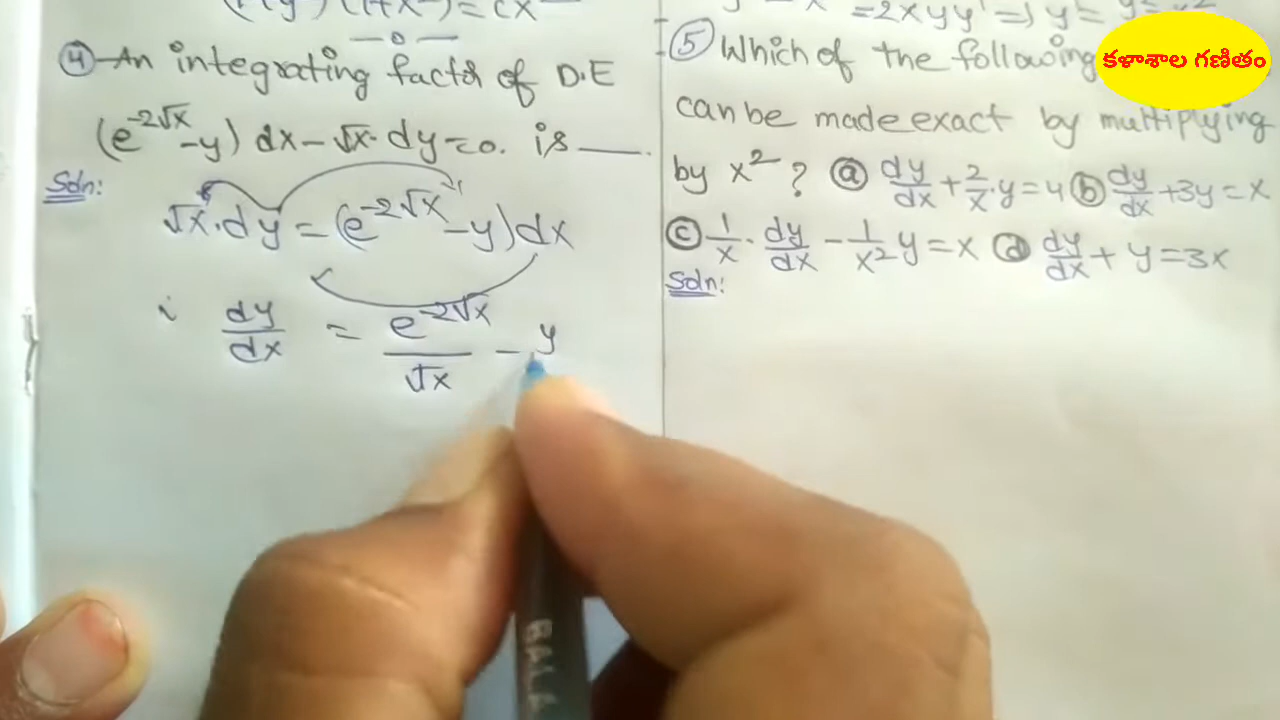 ④ An integrating factor of D.E
(e^-2√x - y) dx - √x · dy = 0. is ____.
Soln:
√x · dy = (e^-2√x - y) dx
dy/dx = e^-2√x/√x - y
= 2xyy' ⇒ y' =
⑤ Which of the following
can be made exact by multiplying
by x² ? ⓐ dy/dx + 2/x · y = 4 ⓑ dy/dx + 3y = x
ⓒ 1/x · dy/dx - 1/x² y = x ⓓ dy/dx + y = 3x
Soln:
కళాశాల గణితం
BALA